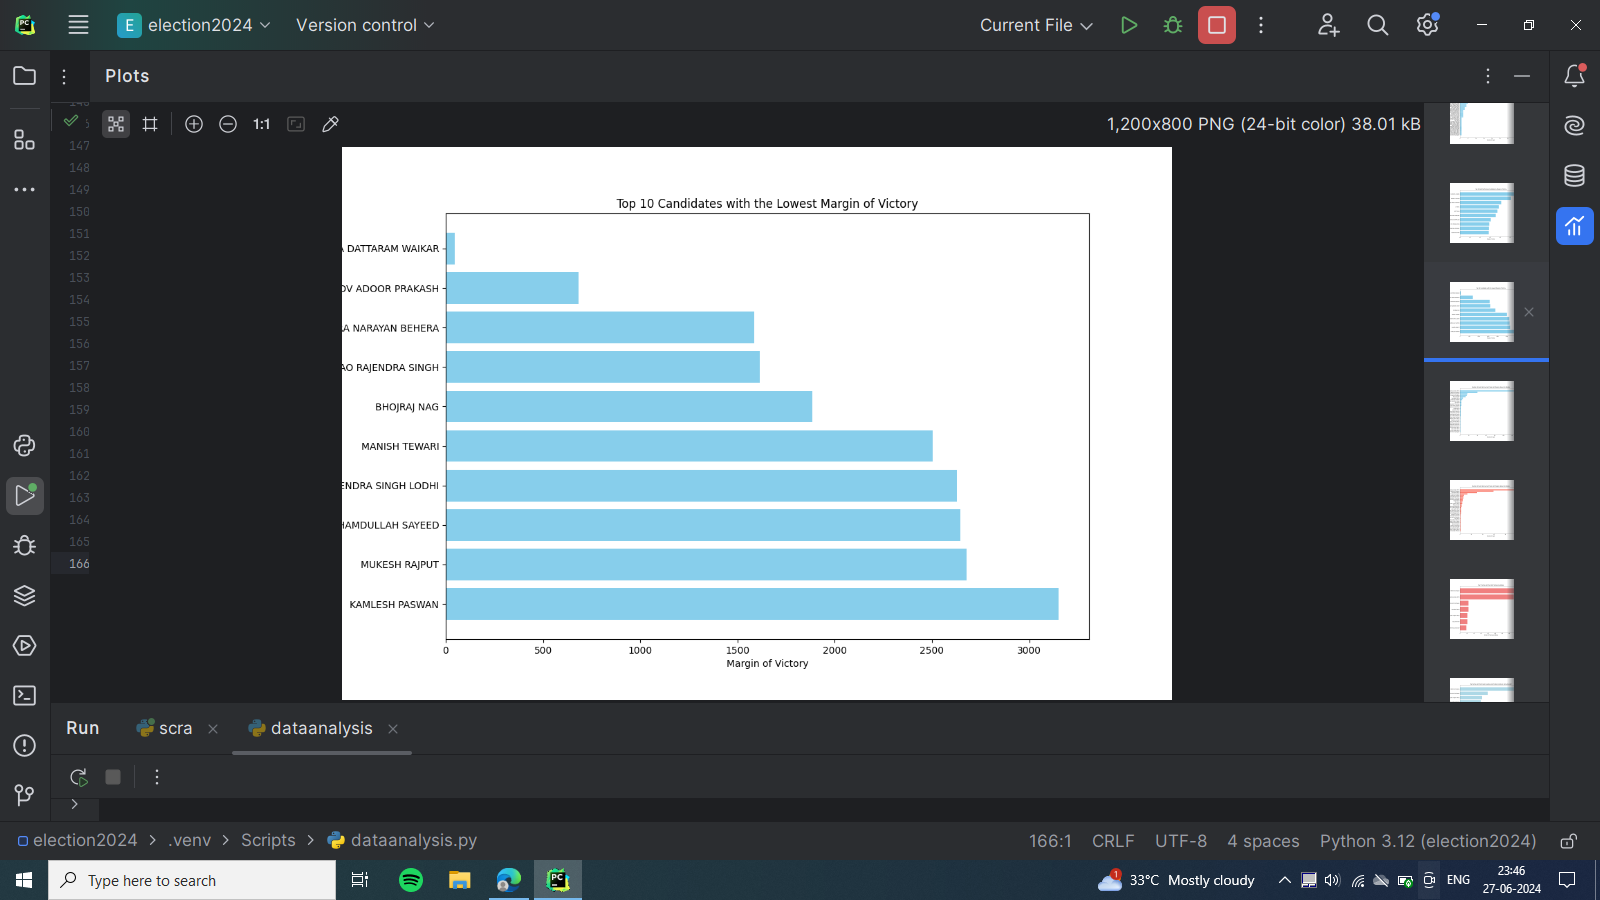 E election2024 Version control Current File
Plots
1:1 1,200x800 PNG (24-bit color) 38.01 kB
147
148
149
150
151
152
153
154
155
156
157
158
159
160
161
162
163
164
165
166
Top 10 Candidates with the Lowest Margin of Victory
DATTARAM WAIKAR
ADOOR PRAKASH
NARAYAN BEHERA
RAJENDRA SINGH
BHOJRAJ NAG
MANISH TEWARI
ENDRA SINGH LODHI
HAMDULLAH SAYEED
MUKESH RAJPUT
KAMLESH PASWAN
0 500 1000 1500 2000 2500 3000
Margin of Victory
Run scra dataanalysis
election2024 > .venv > Scripts > dataanalysis.py 166:1 CRLF UTF-8 4 spaces Python 3.12 (election2024)
Type here to search PC 1 33°C Mostly cloudy ENG 23:46
27-06-2024